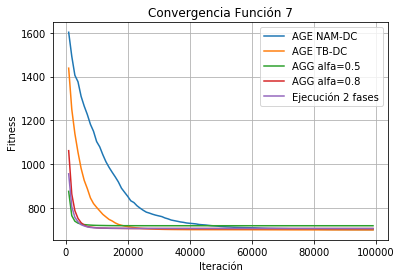 Convergencia Función 7
1600
1400
1200
1000
800
Fitness
AGE NAM-DC
AGE TB-DC
AGG alfa=0.5
AGG alfa=0.8
Ejecución 2 fases
0
20000
40000
60000
80000
100000
Iteración